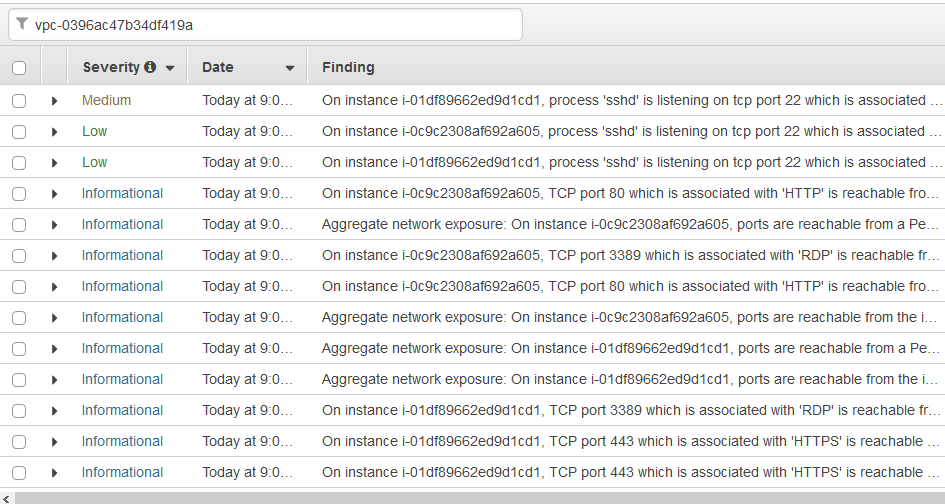 vpc-0396ac47b34df419a
Severity Date Finding
Medium Today at 9:0... On instance i-01df89662ed9d1cd1, process 'sshd' is listening on tcp port 22 which is associated ...
Low Today at 9:0... On instance i-0c9c2308af692a605, process 'sshd' is listening on tcp port 22 which is associated ...
Low Today at 9:0... On instance i-01df89662ed9d1cd1, process 'sshd' is listening on tcp port 22 which is associated ...
Informational Today at 9:0... On instance i-0c9c2308af692a605, TCP port 80 which is associated with 'HTTP' is reachable fro...
Informational Today at 9:0... Aggregate network exposure: On instance i-0c9c2308af692a605, ports are reachable from a Pe...
Informational Today at 9:0... On instance i-0c9c2308af692a605, TCP port 3389 which is associated with 'RDP' is reachable fr...
Informational Today at 9:0... On instance i-0c9c2308af692a605, TCP port 80 which is associated with 'HTTP' is reachable fro...
Informational Today at 9:0... Aggregate network exposure: On instance i-0c9c2308af692a605, ports are reachable from the i...
Informational Today at 9:0... Aggregate network exposure: On instance i-01df89662ed9d1cd1, ports are reachable from a Pe...
Informational Today at 9:0... Aggregate network exposure: On instance i-01df89662ed9d1cd1, ports are reachable from the i...
Informational Today at 9:0... On instance i-01df89662ed9d1cd1, TCP port 3389 which is associated with 'RDP' is reachable fr...
Informational Today at 9:0... On instance i-01df89662ed9d1cd1, TCP port 443 which is associated with 'HTTPS' is reachable ...
Informational Today at 9:0... On instance i-01df89662ed9d1cd1, TCP port 443 which is associated with 'HTTPS' is reachable ...